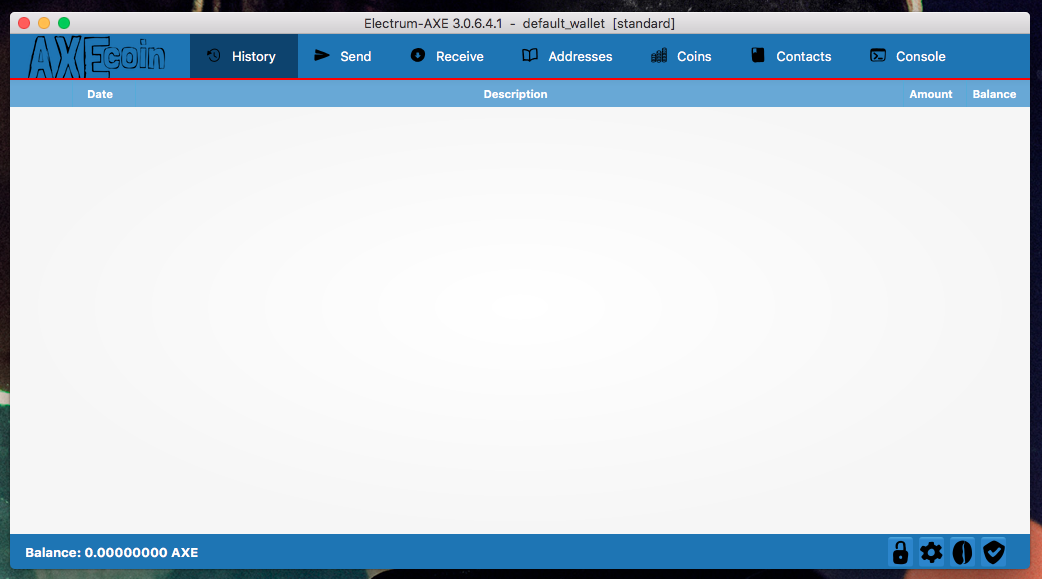 Electrum-AXE 3.0.6.4.1 - default_wallet [standard]
AXEcoin History Send Receive Addresses Coins Contacts Console
Date Description Amount Balance
Balance: 0.00000000 AXE